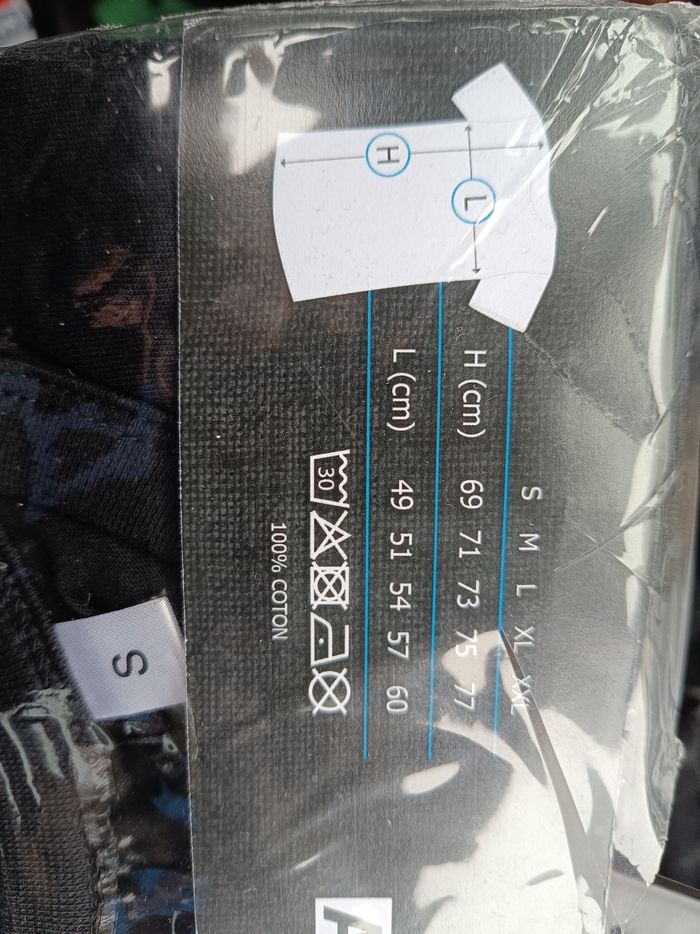 H
L
S M L XL XXL
H (cm) 69 71 73 75 77
L (cm) 49 51 54 57 60
30
100% COTON
S